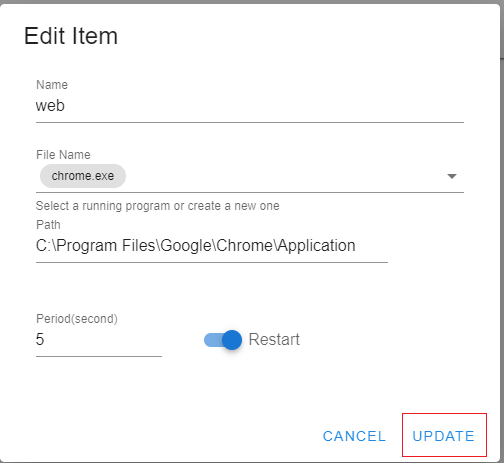 Edit Item
Name
web
File Name
chrome.exe
Select a running program or create a new one
Path
C:\Program Files\Google\Chrome\Application
Period(second)
5
Restart
CANCEL
UPDATE